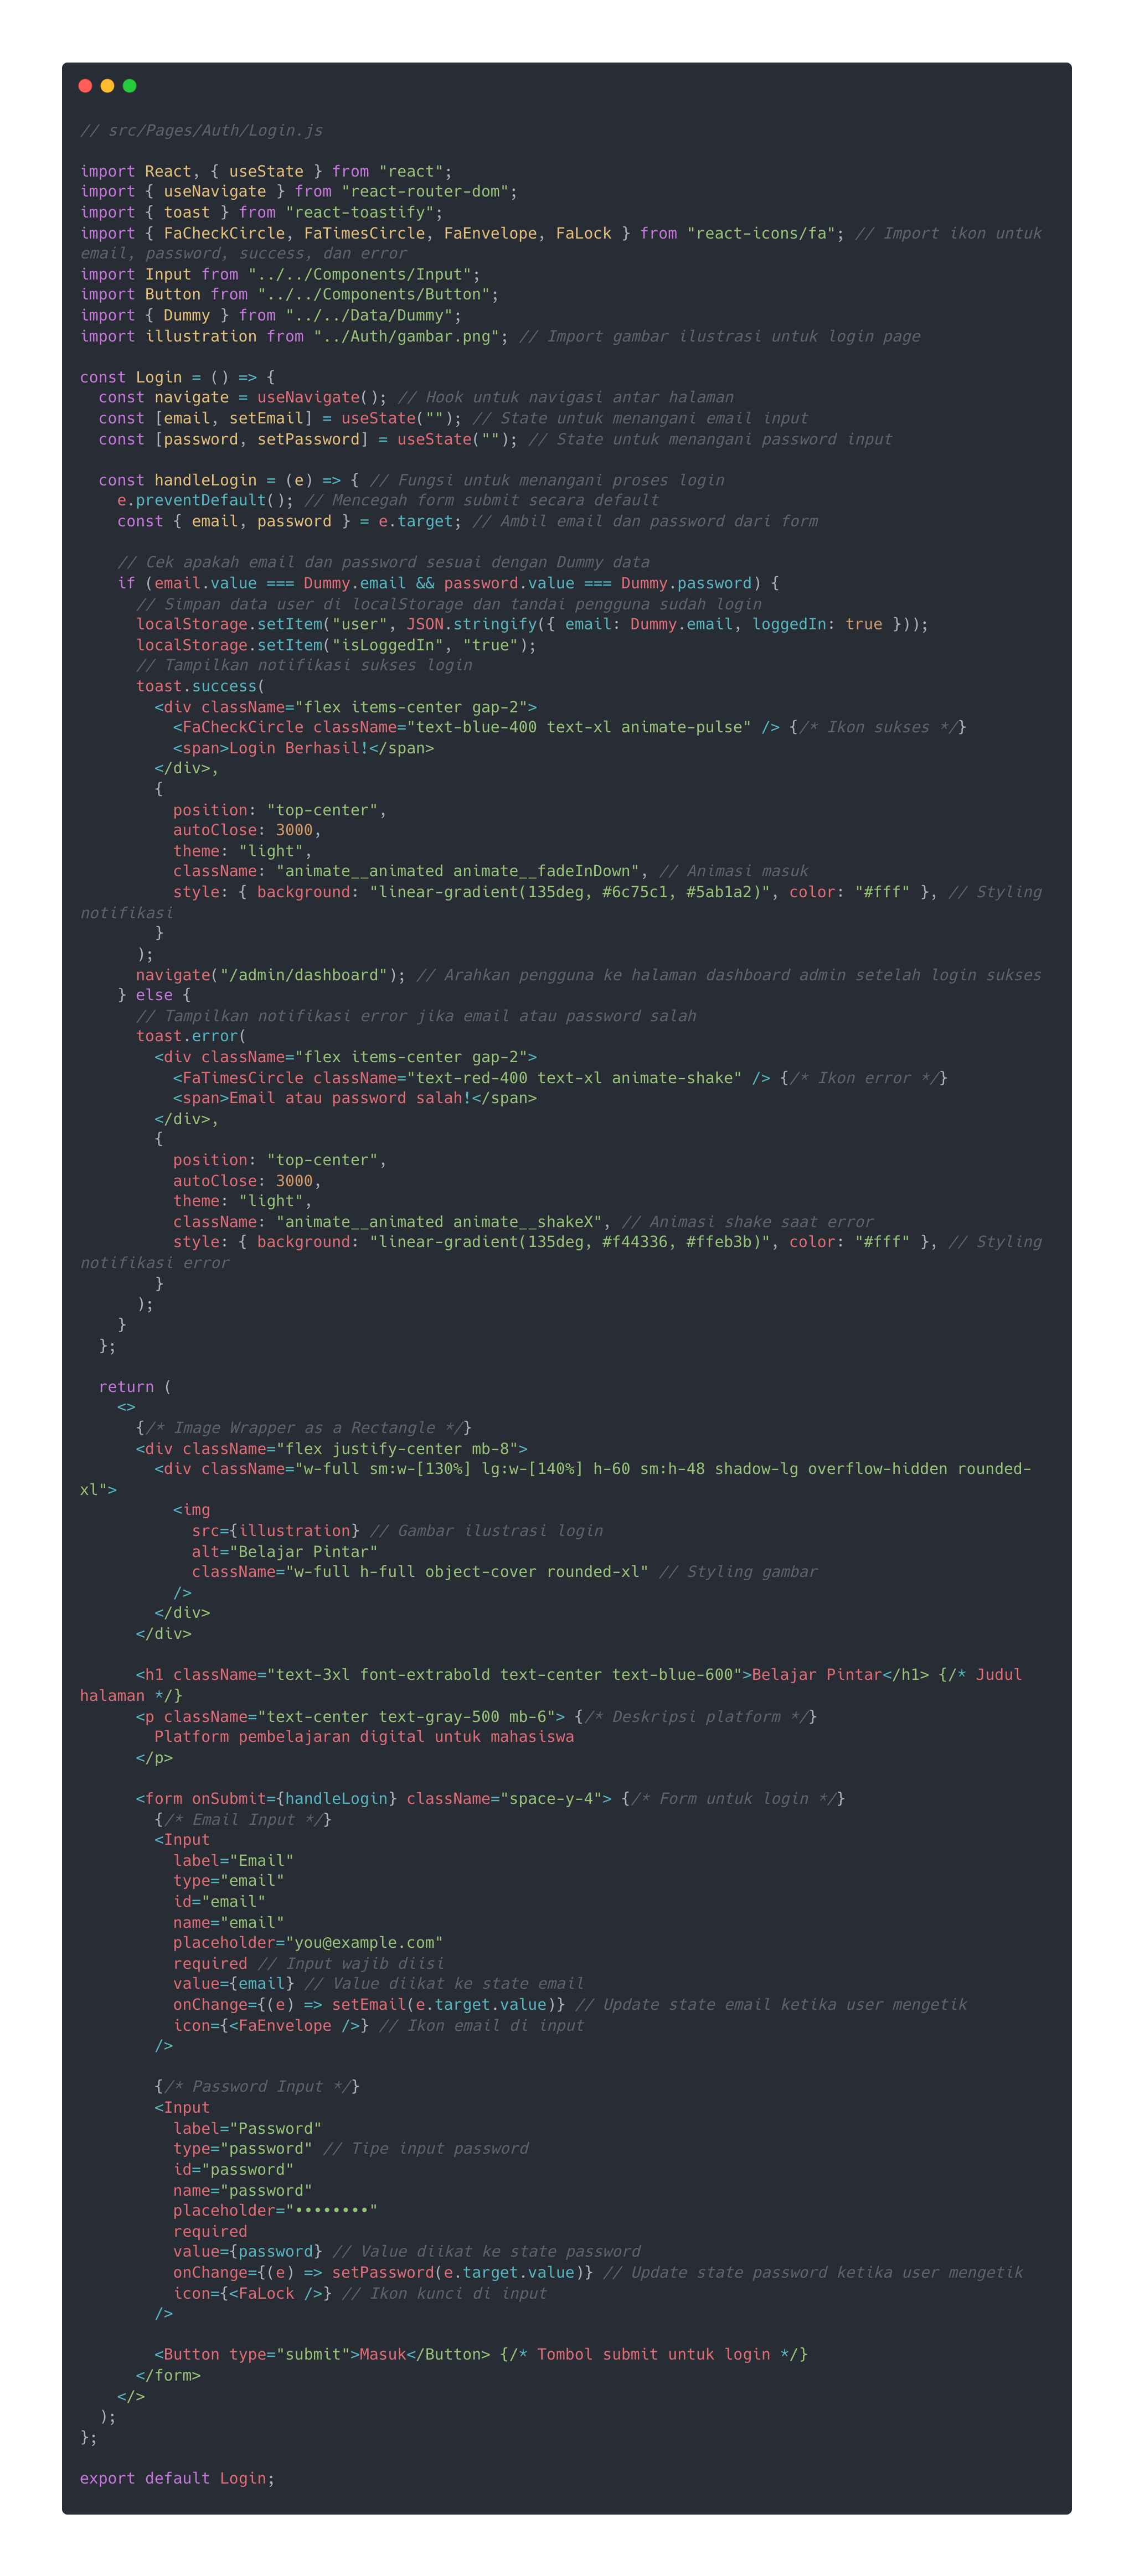 // src/Pages/Auth/Login.js
import React, { useState } from "react";
import { useNavigate } from "react-router-dom";
import { toast } from "react-toastify";
import { FaCheckCircle, FaTimesCircle, FaEnvelope, FaLock } from "react-icons/fa"; // Import ikon untuk
email, password, success, dan error
import Input from "../../Components/Input";
import Button from "../../Components/Button";
import { Dummy } from "../../Data/Dummy";
import illustration from "../Auth/gambar.png"; // Import gambar ilustrasi untuk login page
const Login = () => {
  const navigate = useNavigate(); // Hook untuk navigasi antar halaman
  const [email, setEmail] = useState(""); // State untuk menangani email input
  const [password, setPassword] = useState(""); // State untuk menangani password input
  const handleLogin = (e) => { // Fungsi untuk menangani proses login
    e.preventDefault(); // Mencegah form submit secara default
    const { email, password } = e.target; // Ambil email dan password dari form
    // Cek apakah email dan password sesuai dengan Dummy data
    if (email.value === Dummy.email && password.value === Dummy.password) {
      // Simpan data user di localStorage dan tandai pengguna sudah login
      localStorage.setItem("user", JSON.stringify({ email: Dummy.email, loggedIn: true }));
      localStorage.setItem("isLoggedIn", "true");
      // Tampilkan notifikasi sukses login
      toast.success(
        <div className="flex items-center gap-2">
          <FaCheckCircle className="text-blue-400 text-xl animate-pulse" /> {/* Ikon sukses */}
          <span>Login Berhasil!</span>
        </div>,
        {
          position: "top-center",
          autoClose: 3000,
          theme: "light",
          className: "animate__animated animate__fadeInDown", // Animasi masuk
          style: { background: "linear-gradient(135deg, #6c75c1, #5ab1a2)", color: "#fff" }, // Styling
notifikasi
        }
      );
      navigate("/admin/dashboard"); // Arahkan pengguna ke halaman dashboard admin setelah login sukses
    } else {
      // Tampilkan notifikasi error jika email atau password salah
      toast.error(
        <div className="flex items-center gap-2">
          <FaTimesCircle className="text-red-400 text-xl animate-shake" /> {/* Ikon error */}
          <span>Email atau password salah!</span>
        </div>,
        {
          position: "top-center",
          autoClose: 3000,
          theme: "light",
          className: "animate__animated animate__shakeX", // Animasi shake saat error
          style: { background: "linear-gradient(135deg, #f44336, #ffeb3b)", color: "#fff" }, // Styling
notifikasi error
        }
      );
    }
  };
  return (
    <>
      {/* Image Wrapper as a Rectangle */}
      <div className="flex justify-center mb-8">
        <div className="w-full sm:w-[130%] lg:w-[140%] h-60 sm:h-48 shadow-lg overflow-hidden rounded-
xl">
          <img
            src={illustration} // Gambar ilustrasi login
            alt="Belajar Pintar"
            className="w-full h-full object-cover rounded-xl" // Styling gambar
          />
        </div>
      </div>
      <h1 className="text-3xl font-extrabold text-center text-blue-600">Belajar Pintar</h1> {/* Judul
halaman */}
      <p className="text-center text-gray-500 mb-6"> {/* Deskripsi platform */}
        Platform pembelajaran digital untuk mahasiswa
      </p>
      <form onSubmit={handleLogin} className="space-y-4"> {/* Form untuk login */}
        {/* Email Input */}
        <Input
          label="Email"
          type="email"
          id="email"
          name="email"
          placeholder="you@example.com"
          required // Input wajib diisi
          value={email} // Value diikat ke state email
          onChange={(e) => setEmail(e.target.value)} // Update state email ketika user mengetik
          icon={<FaEnvelope />} // Ikon email di input
        />
        {/* Password Input */}
        <Input
          label="Password"
          type="password" // Tipe input password
          id="password"
          name="password"
          placeholder="••••••••"
          required
          value={password} // Value diikat ke state password
          onChange={(e) => setPassword(e.target.value)} // Update state password ketika user mengetik
          icon={<FaLock />} // Ikon kunci di input
        />
        <Button type="submit">Masuk</Button> {/* Tombol submit untuk login */}
      </form>
    </>
  );
};
export default Login;